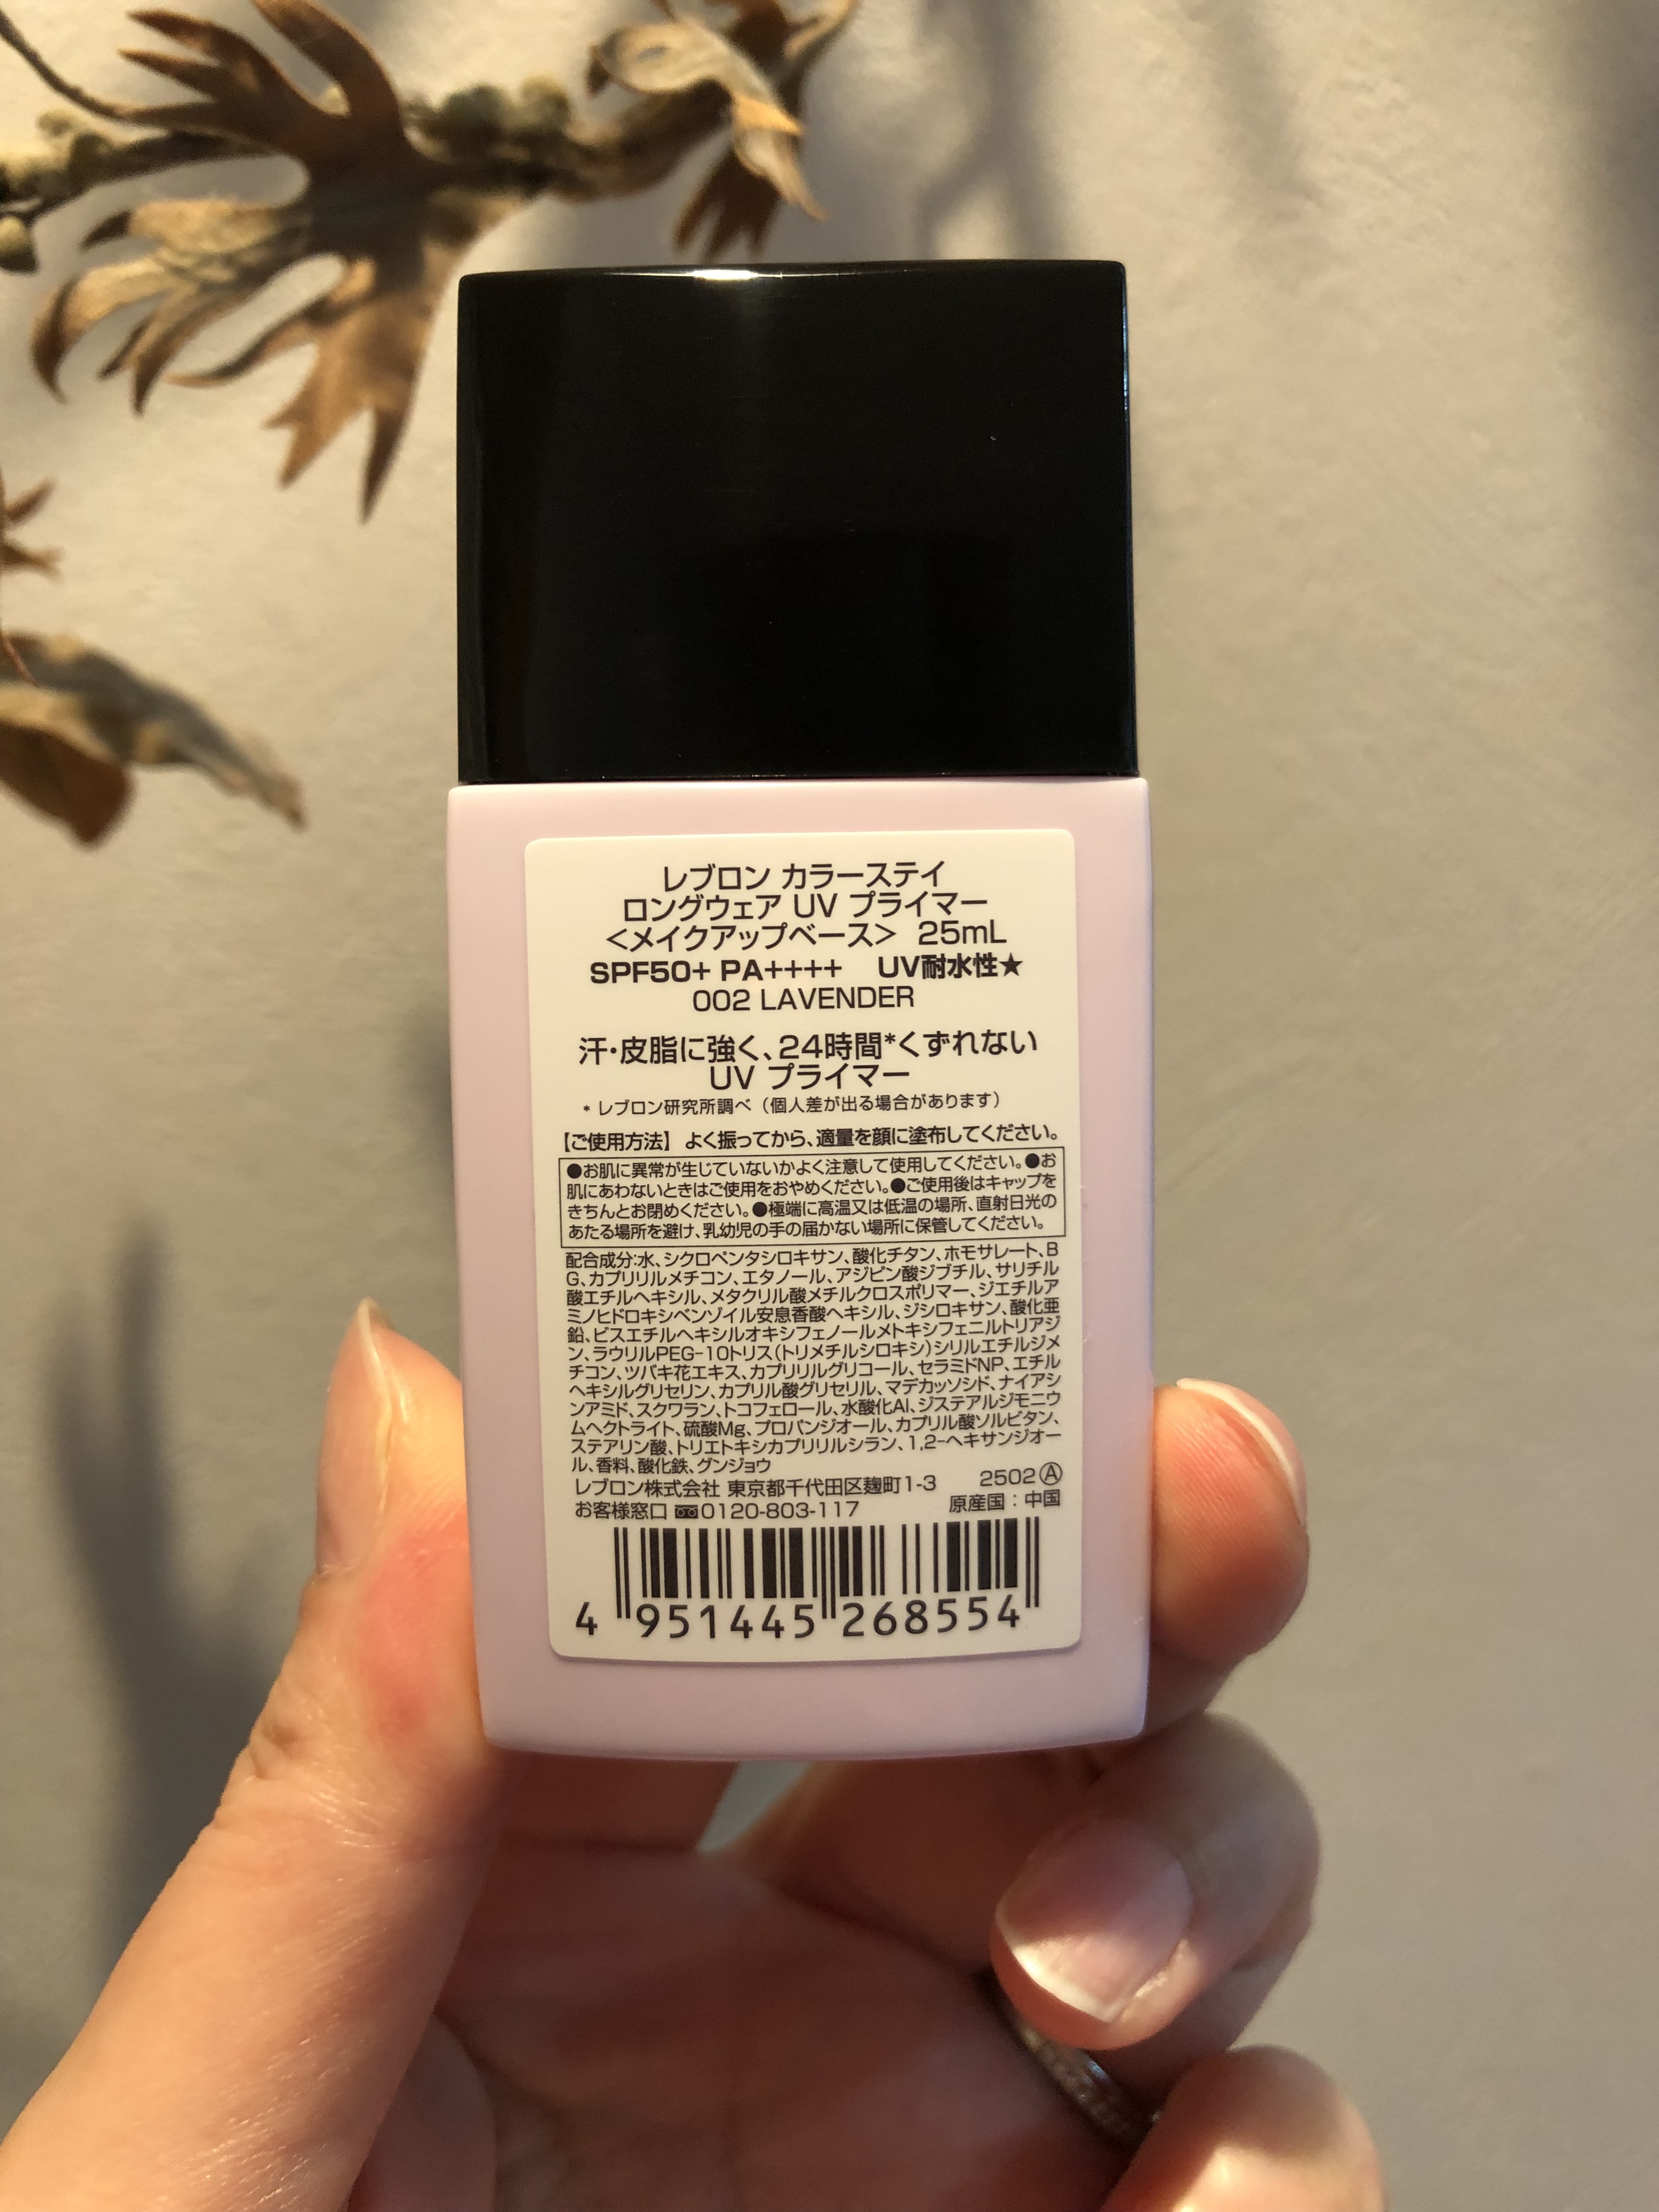 レブロン カラーステイ
ロングウェア UV プライマー
＜メイクアップベース＞ 25mL
SPF50+ PA++++ UV耐水性★
002 LAVENDER
汗・皮脂に強く、24時間*くずれない
UV プライマー
* レブロン研究所調べ（個人差が出る場合があります）
【ご使用方法】よく振ってから、適量を顔に塗布してください。
●お肌に異常が生じていないかよく注意して使用してください。●お
肌にあわないときはご使用をおやめください。●ご使用後はキャップを
きちんとお閉めください。●極端に高温又は低温の場所、直射日光の
あたる場所を避け、乳幼児の手の届かない場所に保管してください。
配合成分:水、シクロペンタシロキサン、酸化チタン、ホモサレート、B
G、カプリリルメチコン、エタノール、アジピン酸ジブチル、サリチル
酸エチルヘキシル、メタクリル酸メチルクロスポリマー、ジエチルア
ミノヒドロキシベンゾイル安息香酸ヘキシル、ジシロキサン、酸化亜
鉛、ビスエチルヘキシルオキシフェノールメトキシフェニルトリアジ
ン、ラウリルPEG-10トリス(トリメチルシロキシ)シリルエチルジメ
チコン、ツバキ花エキス、カプリリルグリコール、セラミドNP、エチル
ヘキシルグリセリン、カプリル酸グリセリル、マデカッソシド、ナイアシ
ンアミド、スクワラン、トコフェロール、水酸化Al、ジステアルジモニウ
ムヘクトライト、硫酸Mg、プロパンジオール、カプリル酸ソルビタン、
ステアリン酸、トリエトキシカプリリルシラン、1,2-ヘキサンジオー
ル、香料、酸化鉄、グンジョウ
レブロン株式会社 東京都千代田区麹町1-3 2502Ⓐ
お客様窓口 0120-803-117 原産国：中国
4 951445 268554